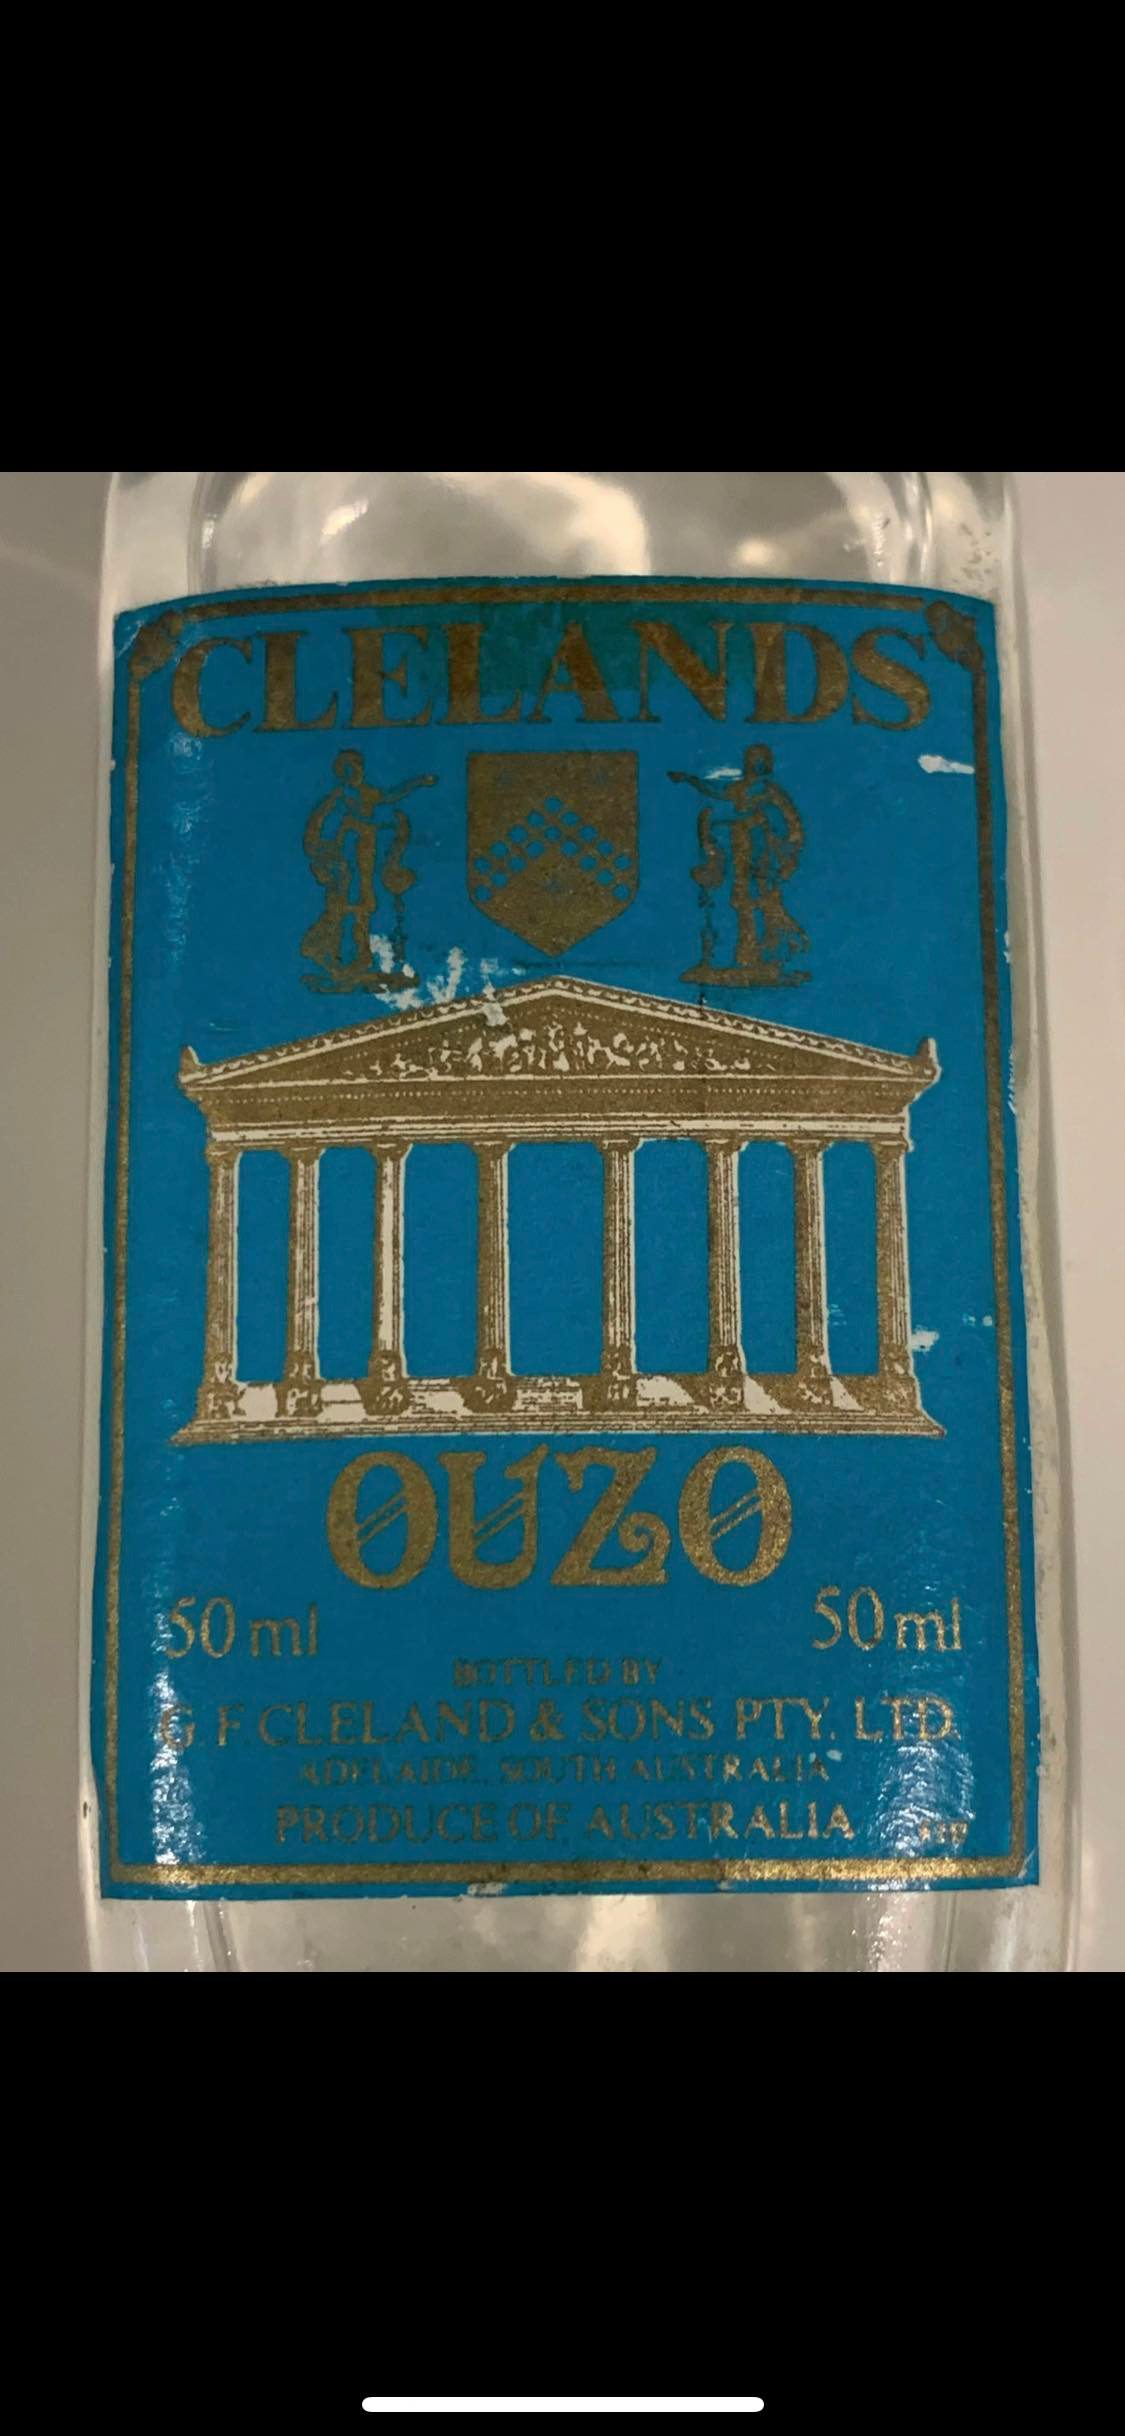 CLELANDS
OUZO
50 ml 50 ml
BOTTLED BY
G. F. CLELAND & SONS PTY. LTD.
ADELAIDE, SOUTH AUSTRALIA
PRODUCE OF AUSTRALIA